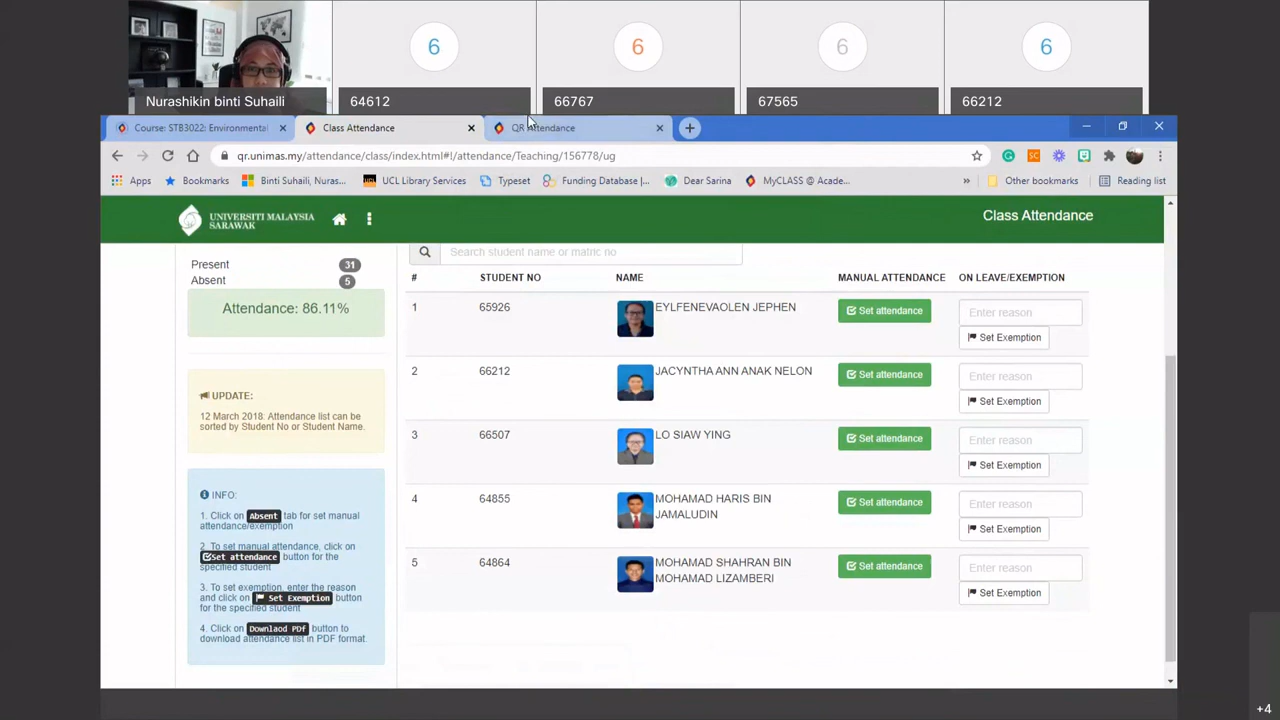 6
6
6
6
Nurashikin binti Suhaili
64612
66767
67565
66212
Course: STB3022: Environmental
Class Attendance
QR Attendance
qr.unimas.my/attendance/class/index.html#!/attendance/Teaching/156778/ug
Apps
Bookmarks
Binti Suhaili, Nuras...
UCL Library Services
Typeset
Funding Database |...
Dear Sarina
MyCLASS @ Acade...
»
Other bookmarks
Reading list
UNIVERSITI MALAYSIA
SARAWAK
Class Attendance
Present 31
Absent 5
Attendance: 86.11%
UPDATE:
12 March 2018: Attendance list can be
sorted by Student No or Student Name.
INFO:
1. Click on Absent tab for set manual
attendance/exemption
2. To set manual attendance, click on
Set attendance button for the
specified student
3. To set exemption, enter the reason
and click on Set Exemption button
for the specified student
4. Click on Downlaod PDf button to
download attendance list in PDF format.
Search student name or matric no
# STUDENT NO NAME MANUAL ATTENDANCE ON LEAVE/EXEMPTION
1 65926 EYLFENEVAOLEN JEPHEN Set attendance Enter reason
Set Exemption
2 66212 JACYNTHA ANN ANAK NELON Set attendance Enter reason
Set Exemption
3 66507 LO SIAW YING Set attendance Enter reason
Set Exemption
4 64855 MOHAMAD HARIS BIN
JAMALUDIN Set attendance Enter reason
Set Exemption
5 64864 MOHAMAD SHAHRAN BIN
MOHAMAD LIZAMBERI Set attendance Enter reason
Set Exemption
+4